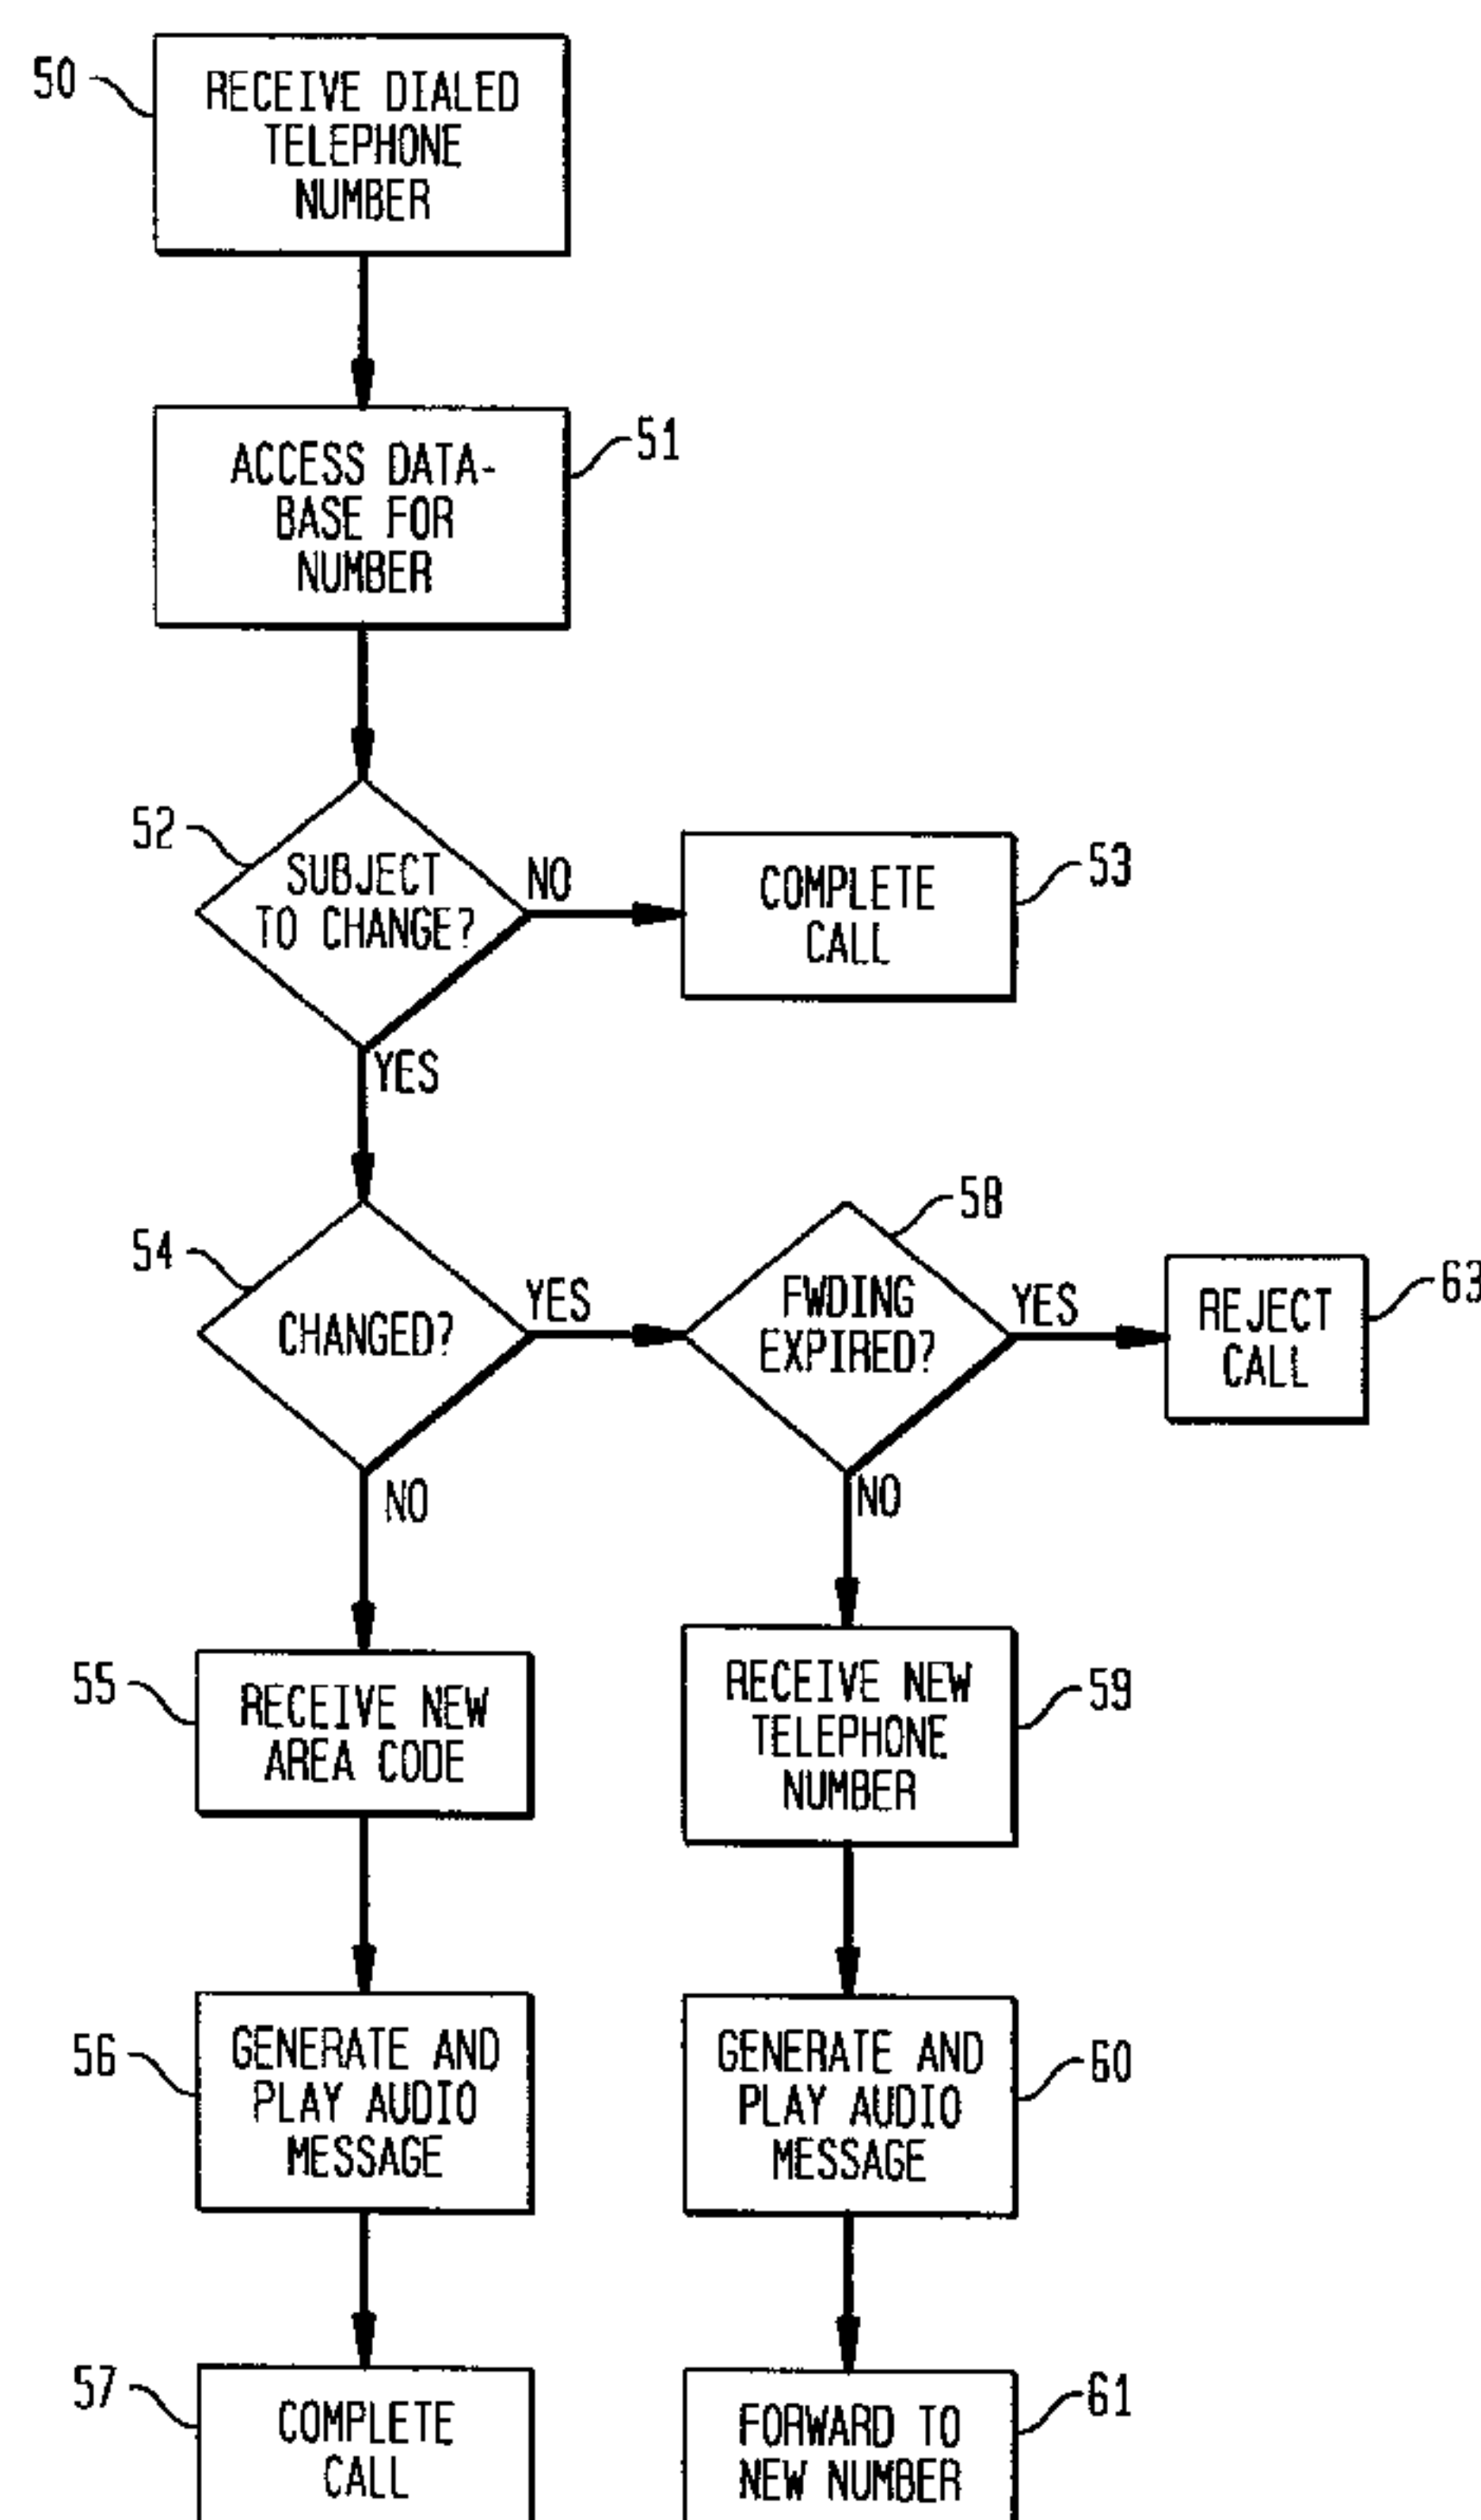 50
RECEIVE DIALED
TELEPHONE
NUMBER
51
ACCESS DATA-
BASE FOR
NUMBER
52
SUBJECT
TO CHANGE?
NO
COMPLETE
CALL
53
YES
54
CHANGED?
YES
58
FWDING
EXPIRED?
YES
REJECT
CALL
63
NO
NO
55
RECEIVE NEW
AREA CODE
RECEIVE NEW
TELEPHONE
NUMBER
59
56
GENERATE AND
PLAY AUDIO
MESSAGE
GENERATE AND
PLAY AUDIO
MESSAGE
60
57
COMPLETE
CALL
FORWARD TO
NEW NUMBER
61